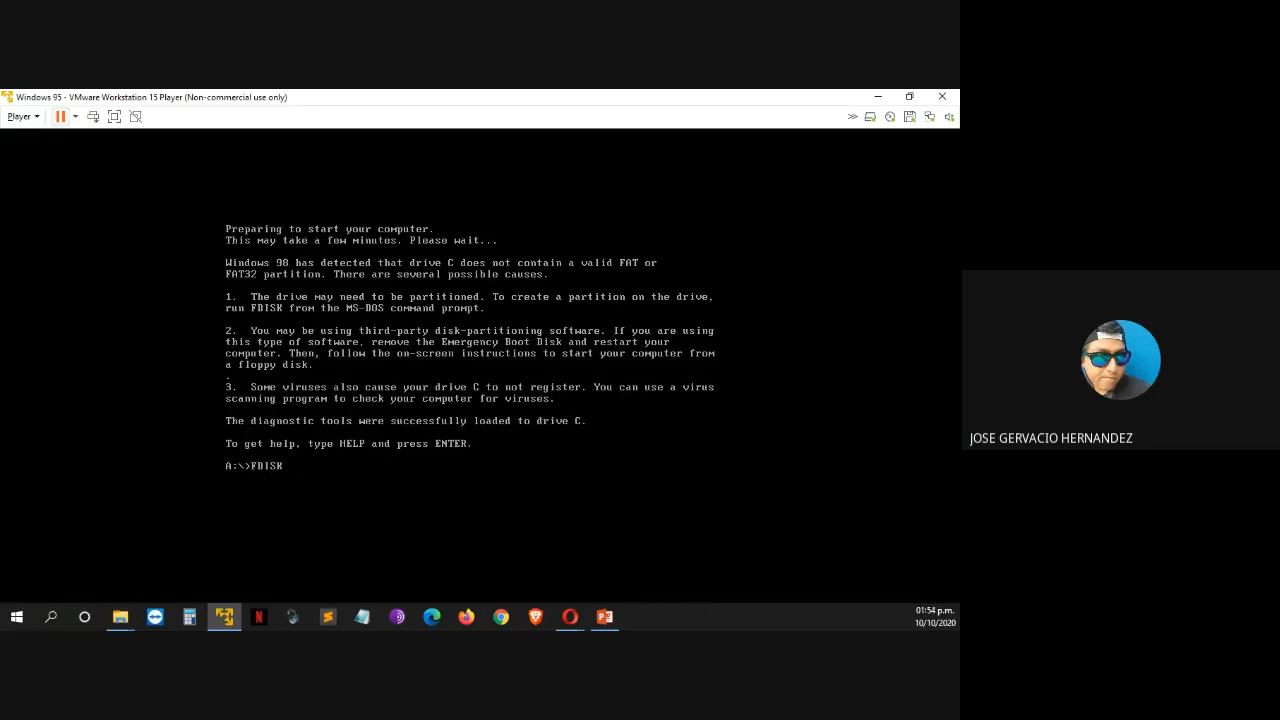 Windows 95 - VMware Workstation 15 Player (Non-commercial use only)
Player
Preparing to start your computer.
This may take a few minutes. Please wait...
Windows 98 has detected that drive C does not contain a valid FAT or
FAT32 partition. There are several possible causes.
1. The drive may need to be partitioned. To create a partition on the drive,
run FDISK from the MS-DOS command prompt.
2. You may be using third-party disk-partitioning software. If you are using
this type of software, remove the Emergency Boot Disk and restart your
computer. Then, follow the on-screen instructions to start your computer from
a floppy disk.
.
3. Some viruses also cause your drive C to not register. You can use a virus
scanning program to check your computer for viruses.
The diagnostic tools were successfully loaded to drive C.
To get help, type HELP and press ENTER.
A:\>FDISK
JOSE GERVACIO HERNANDEZ
01:54 p.m.
10/10/2020